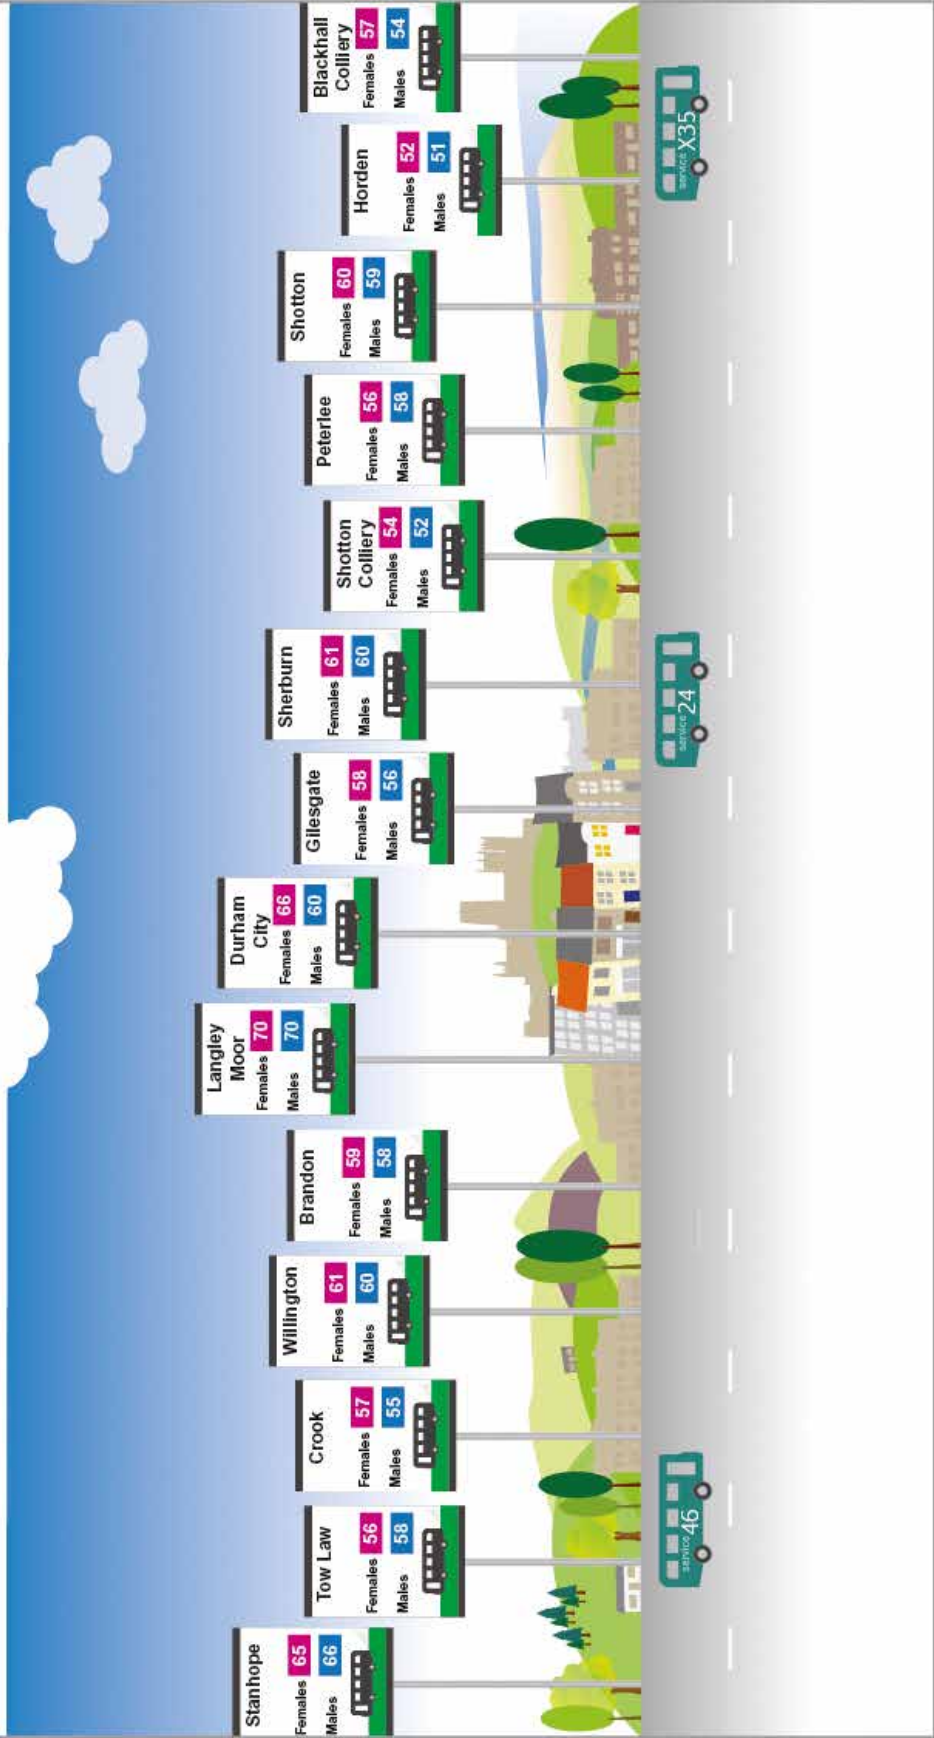 Stanhope
Females 65
Males 66
Tow Law
Females 56
Males 58
Crook
Females 57
Males 55
Willington
Females 61
Males 60
Brandon
Females 59
Males 58
Langley
Moor
Females 70
Males 70
Durham
City
Females 66
Males 60
Gilesgate
Females 58
Males 56
Sherburn
Females 61
Males 60
Shotton
Colliery
Females 54
Males 52
Peterlee
Females 56
Males 58
Shotton
Females 60
Males 59
Horden
Females 52
Males 51
Blackhall
Colliery
Females 57
Males 54
service 46
service 24
service X35